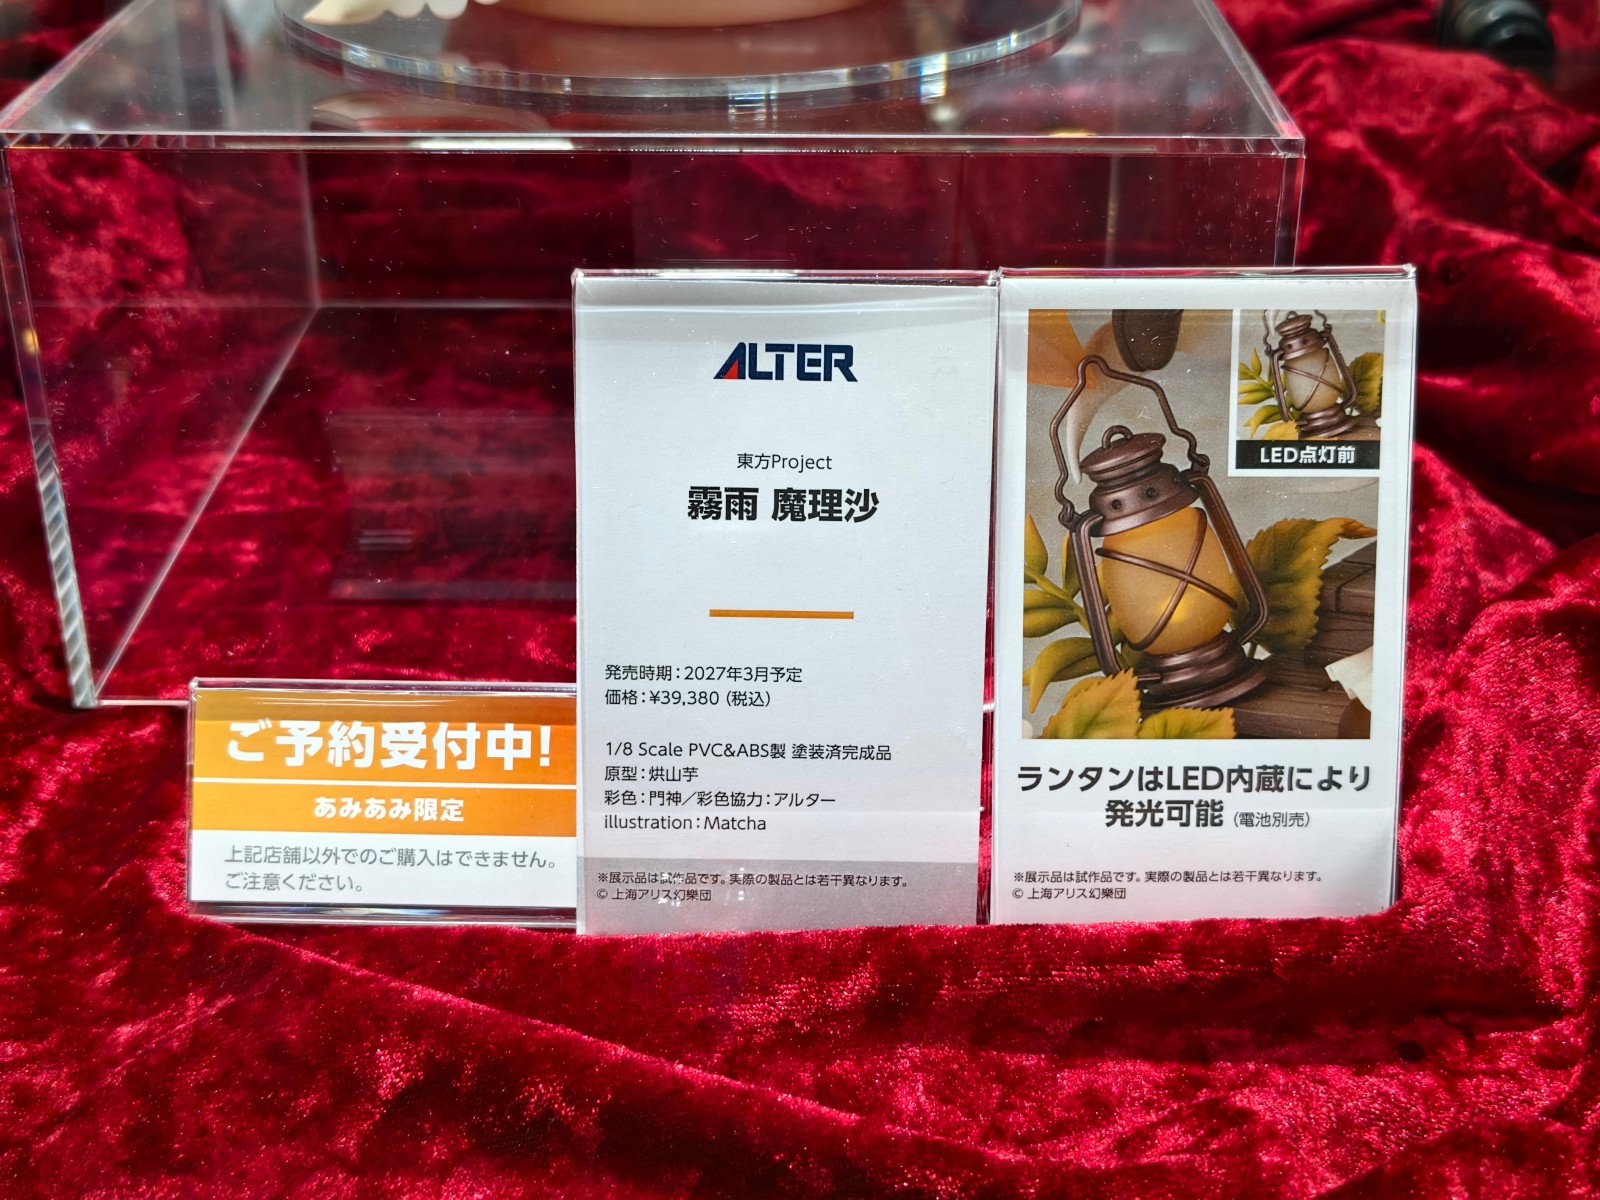 ご予約受付中!
あみあみ限定
上記店舗以外でのご購入はできません。
ご注意ください。
ALTER
東方Project
霧雨 魔理沙
発売時期：2027年3月予定
価格：¥39,380（税込）
1/8 Scale PVC&ABS製 塗装済完成品
原型：烘山芋
彩色：門神／彩色協力：アルター
illustration：Matcha
※展示品は試作品です。実際の製品とは若干異なります。
© 上海アリス幻樂団
LED点灯前
ランタンはLED内蔵により
発光可能（電池別売）
※展示品は試作品です。実際の製品とは若干異なります。
© 上海アリス幻樂団